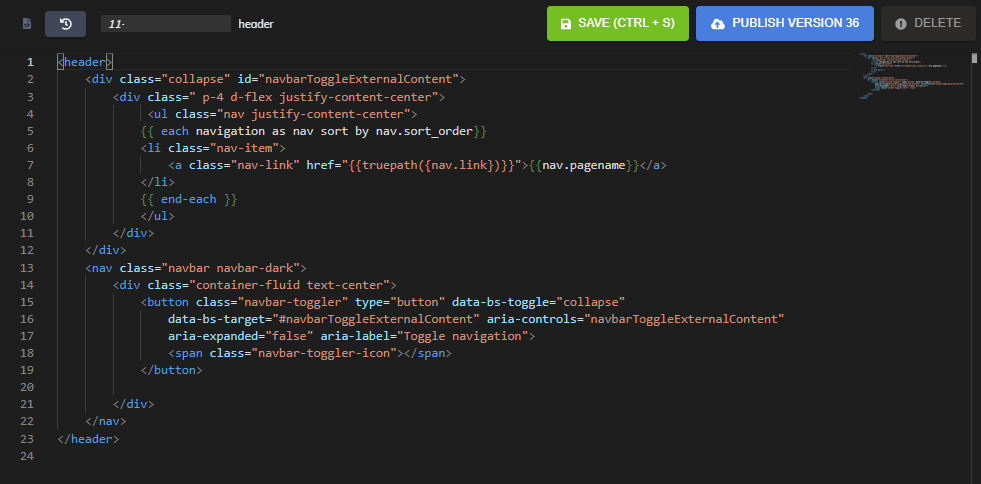 11- header SAVE (CTRL + S) PUBLISH VERSION 36 DELETE
1 <header>
2 <div class="collapse" id="navbarToggleExternalContent">
3 <div class=" p-4 d-flex justify-content-center">
4 <ul class="nav justify-content-center">
5 {{ each navigation as nav sort by nav.sort_order}}
6 <li class="nav-item">
7 <a class="nav-link" href="{{truepath({nav.link})}}">{{nav.pagename}}</a>
8 </li>
9 {{ end-each }}
10 </ul>
11 </div>
12 </div>
13 <nav class="navbar navbar-dark">
14 <div class="container-fluid text-center">
15 <button class="navbar-toggler" type="button" data-bs-toggle="collapse"
16 data-bs-target="#navbarToggleExternalContent" aria-controls="navbarToggleExternalContent"
17 aria-expanded="false" aria-label="Toggle navigation">
18 <span class="navbar-toggler-icon"></span>
19 </button>
20
21 </div>
22 </nav>
23 </header>
24